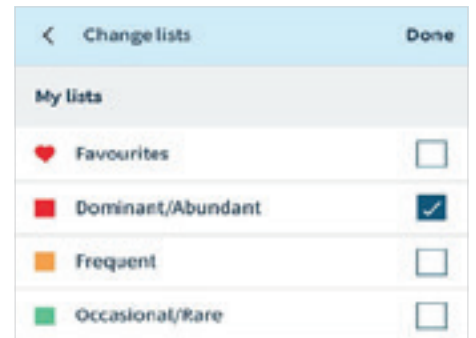 Change lists Done
My lists
Favourites
Dominant/Abundant
Frequent
Occasional/Rare